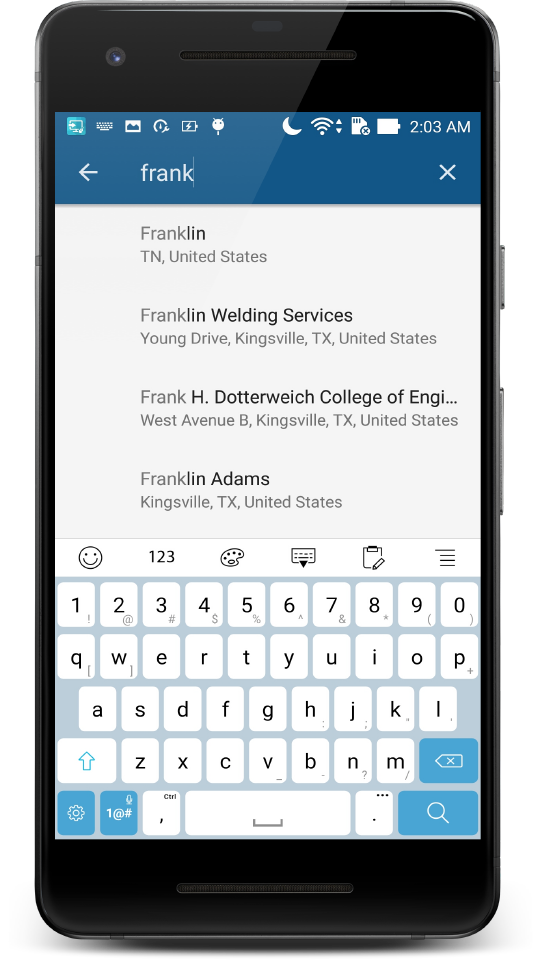 2:03 AM
frank
Franklin
TN, United States
Franklin Welding Services
Young Drive, Kingsville, TX, United States
Frank H. Dotterweich College of Engi...
West Avenue B, Kingsville, TX, United States
Franklin Adams
Kingsville, TX, United States
123
1 ! 2 @ 3 # 4 $ 5 % 6 ^ 7 & 8 * 9 ( 0 )
q [ w ] e r t y u i o p +
a s d f g h : j ; k " l '
z x c v _ b - n ? m /
1@# Ctrl , ... .